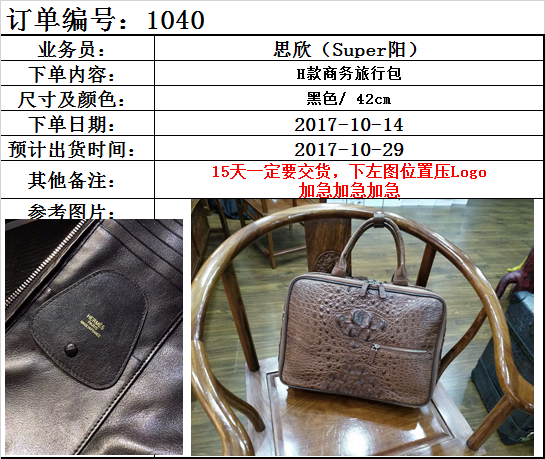 订单编号：1040
业务员：
思欣（Super阳）
下单内容：
H款商务旅行包
尺寸及颜色：
黑色/ 42cm
下单日期：
2017-10-14
预计出货时间：
2017-10-29
其他备注：
15天一定要交货，下左图位置压Logo
加急加急加急
参考图片：
HERMES
PARIS
MADE IN FRANCE